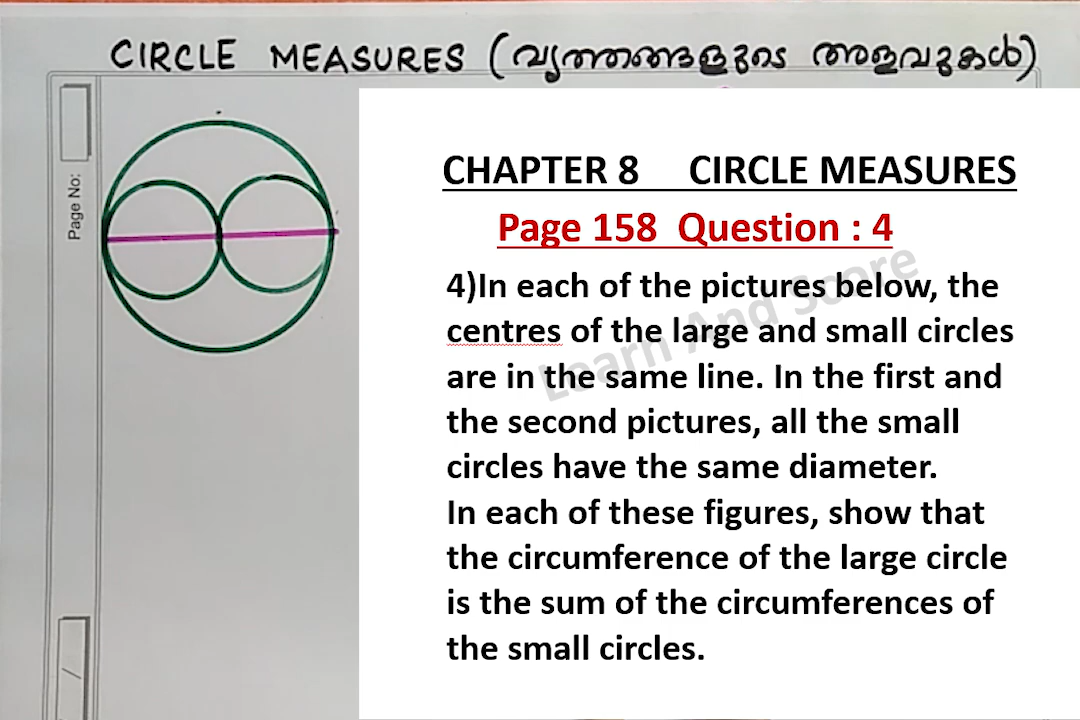 CIRCLE MEASURES (വൃത്തങ്ങളുടെ അളവുകൾ)
Page No:
CHAPTER 8 CIRCLE MEASURES
Page 158 Question : 4
4)In each of the pictures below, the
centres of the large and small circles
are in the same line. In the first and
the second pictures, all the small
circles have the same diameter.
In each of these figures, show that
the circumference of the large circle
is the sum of the circumferences of
the small circles.
Learn And Score